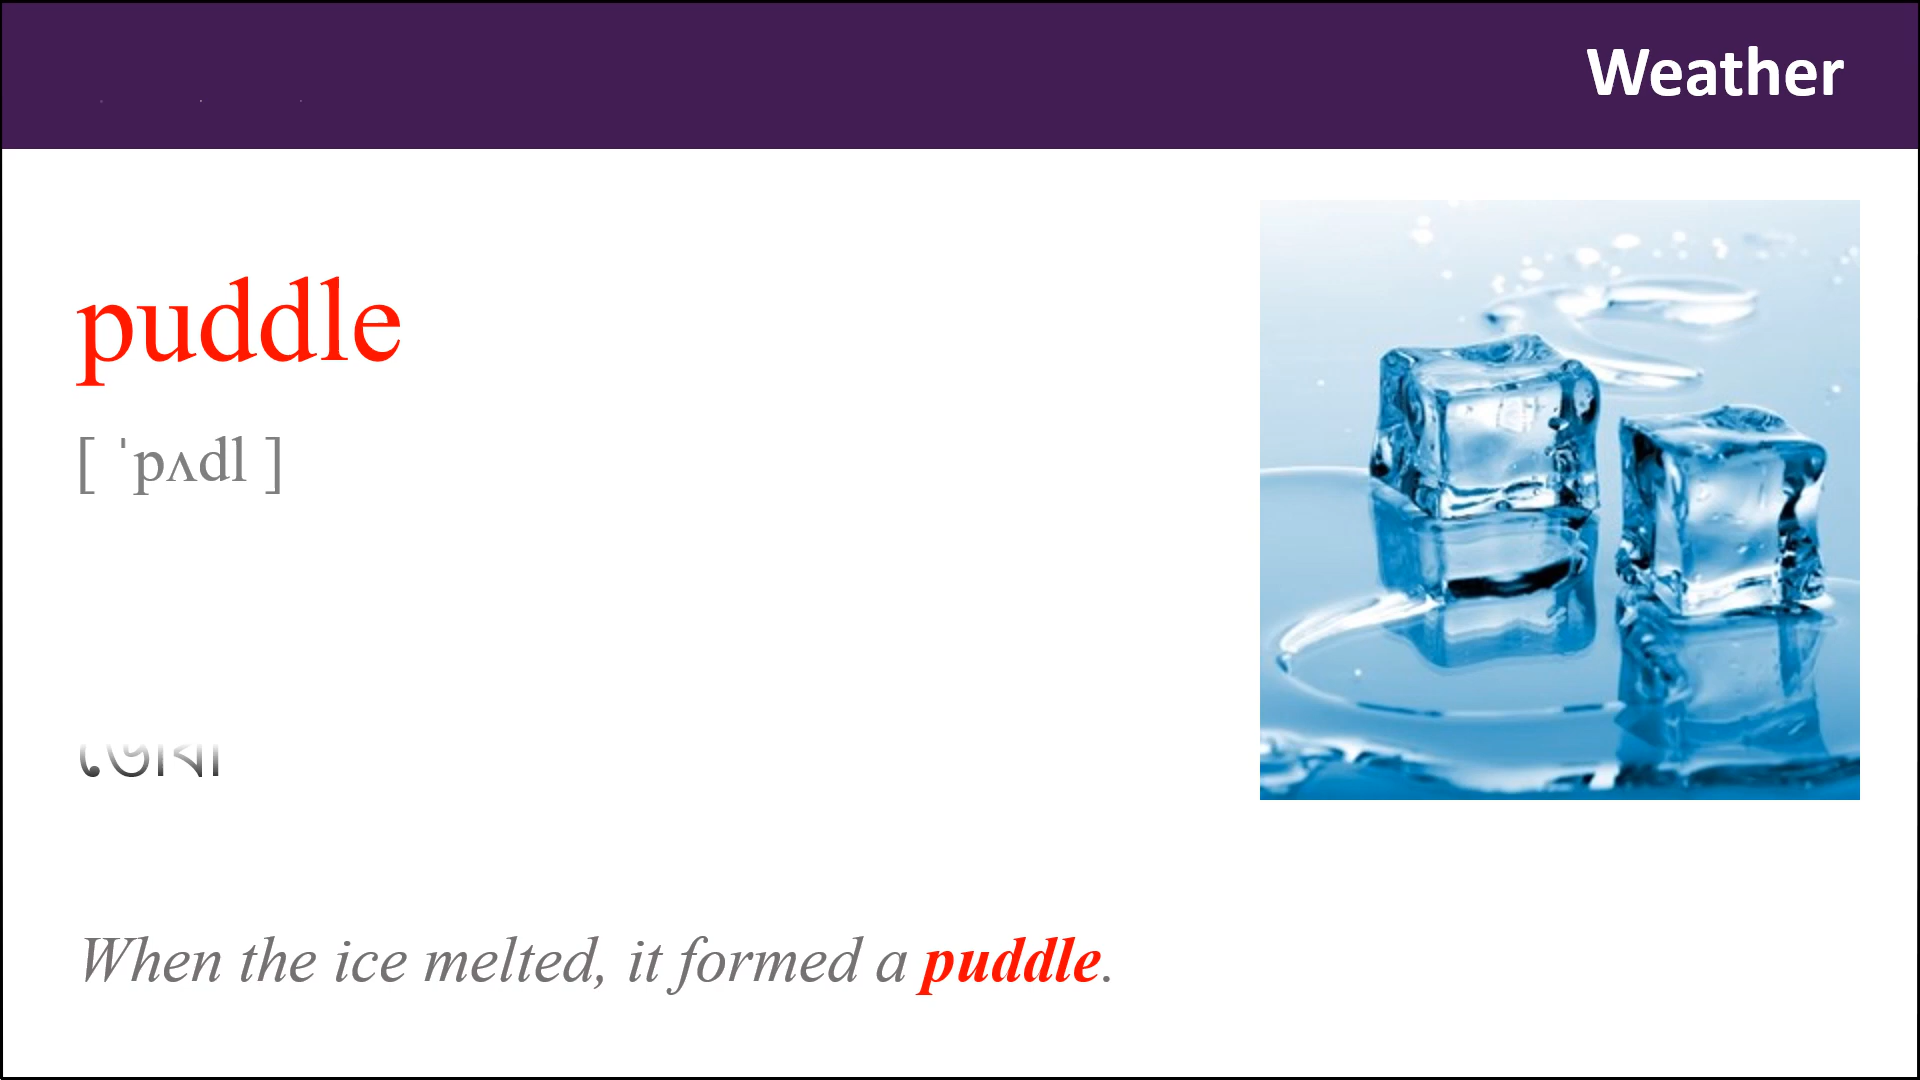 Weather
puddle
[ ˈpʌdl ]
When the ice melted, it formed a puddle.